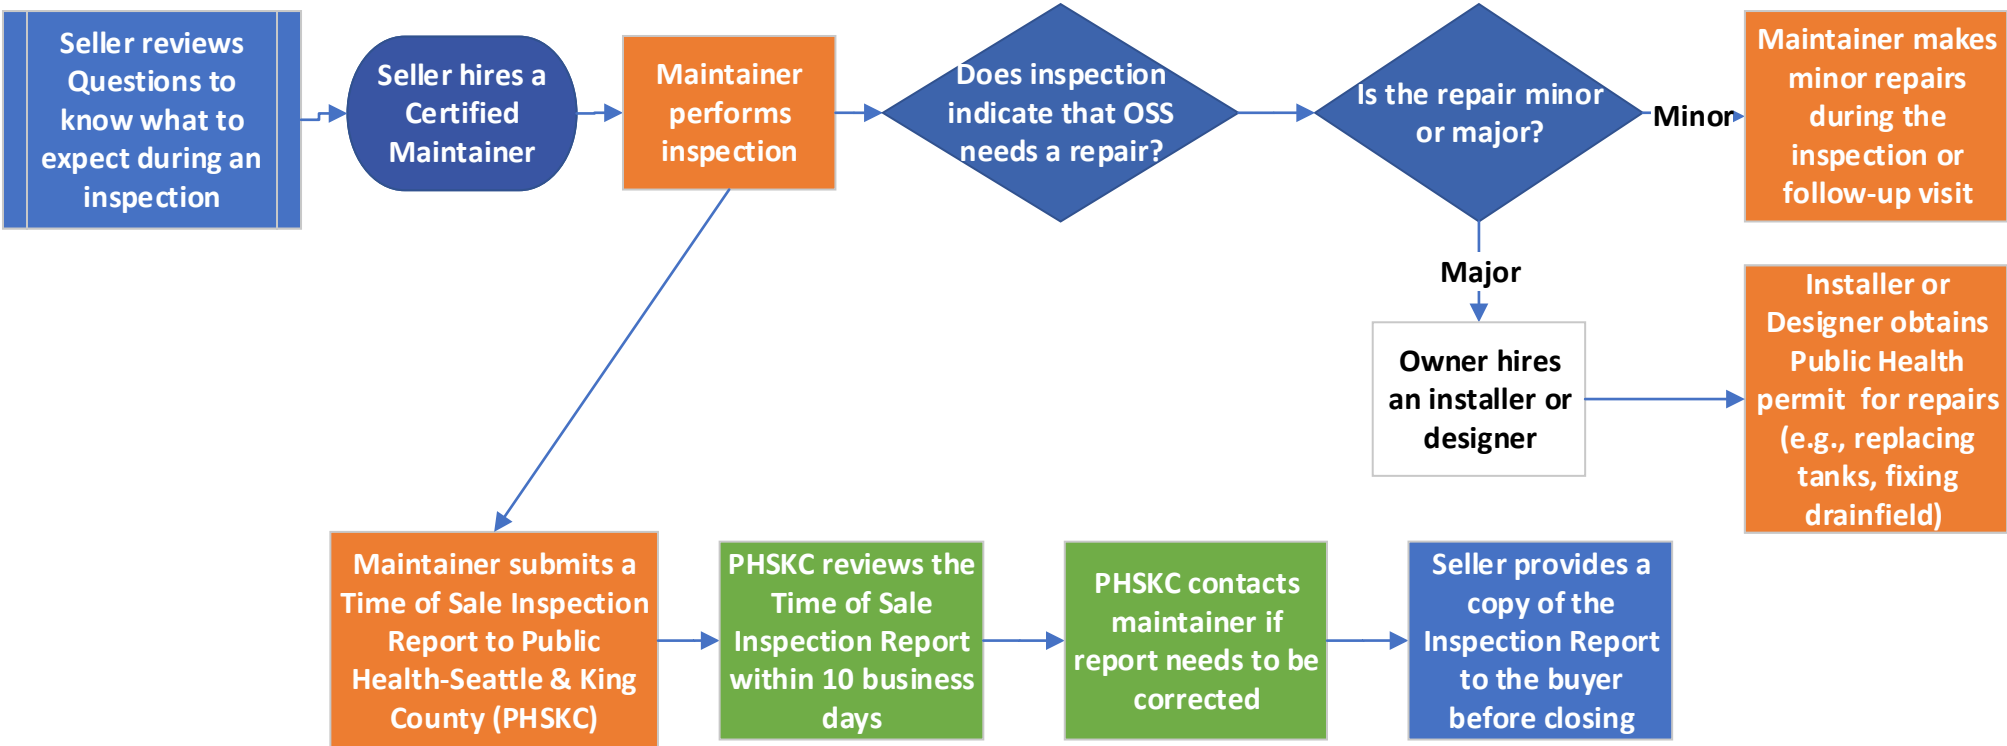 Seller reviews
Questions to
know what to
expect during an
inspection
Seller hires a
Certified
Maintainer
Maintainer
performs
inspection
Does inspection
indicate that OSS
needs a repair?
Is the repair minor
or major?
Minor
Maintainer makes
minor repairs
during the
inspection or
follow-up visit
Major
Owner hires
an installer or
designer
Installer or
Designer obtains
Public Health
permit  for repairs
(e.g., replacing
tanks, fixing
drainfield)
Maintainer submits a
Time of Sale Inspection
Report to Public
Health-Seattle & King
County (PHSKC)
PHSKC reviews the
Time of Sale
Inspection Report
within 10 business
days
PHSKC contacts
maintainer if
report needs to be
corrected
Seller provides a
copy of the
Inspection Report
to the buyer
before closing